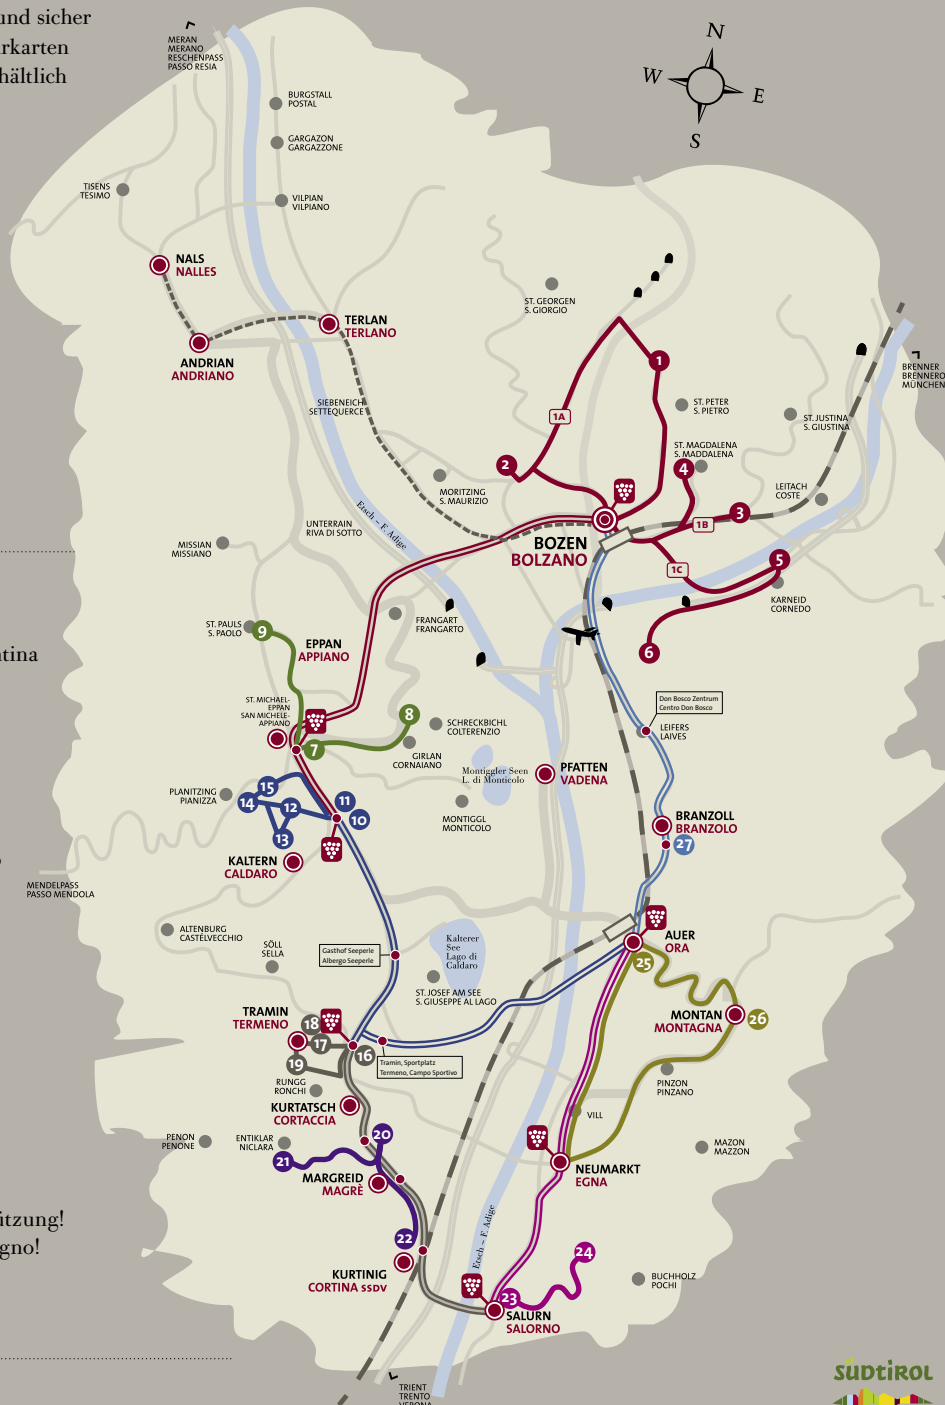 und sicher
rkarten
hältlich
MERAN
MERANO
RESCHENPASS
PASSO RESIA
N
W
E
S
BURGSTALL
POSTAL
GARGAZON
GARGAZZONE
TISENS
TESIMO
VILPIAN
VILPIANO
NALS
NALLES
ST. GEORGEN
S. GIORGIO
TERLAN
TERLANO
ANDRIAN
ANDRIANO
BRENNER
BRENNERO
MÜNCHEN
1
SIEBENEICH
SETTEQUERCE
1A
ST. PETER
S. PIETRO
ST. JUSTINA
S. GIUSTINA
ST. MAGDALENA
S. MADDALENA
2
4
MORITZING
S. MAURIZIO
LEITACH
COSTE
Etsch – F. Adige
3
1B
UNTERRAIN
RIVA DI SOTTO
MISSIAN
MISSIANO
BOZEN
BOLZANO
5
1C
KARNEID
CORNEDO
FRANGART
FRANGARTO
ST. PAULS
S. PAOLO
9
6
ntina
EPPAN
APPIANO
ST. MICHAEL-
EPPAN
SAN MICHELE-
APPIANO
Don Bosco Zentrum
Centro Don Bosco
8
SCHRECKBICHL
COLTERENZIO
LEIFERS
LAIVES
7
GIRLAN
CORNAIANO
Montiggler Seen
L. di Monticolo
PFATTEN
VADENA
PLANITZING
PIANIZZA
15
14
12
11
10
13
MONTIGGL
MONTICOLO
BRANZOLL
BRANZOLO
27
KALTERN
CALDARO
MENDELPASS
PASSO MENDOLA
ALTENBURG
CASTELVECCHIO
SÖLL
SELLA
Gasthof Seeperle
Albergo Seeperle
Kalterer
See
Lago di
Caldaro
AUER
ORA
25
ST. JOSEF AM SEE
S. GIUSEPPE AL LAGO
TRAMIN
TERMENO
18
17
16
19
MONTAN
MONTAGNA
26
Tramin, Sportplatz
Termeno, Campo Sportivo
RUNGG
RONCHI
PINZON
PINZANO
KURTATSCH
CORTACCIA
VILL
PENON
PENONE
ENTIKLAR
NICLARA
20
21
MAZON
MAZZON
MARGREID
MAGRÈ
NEUMARKT
EGNA
ützung!
gno!
22
Etsch – F. Adige
24
KURTINIG
CORTINA SSDV
BUCHHOLZ
POCHI
23
SALURN
SALORNO
TRIENT
TRENTO
VERONA
SÜDTIROL